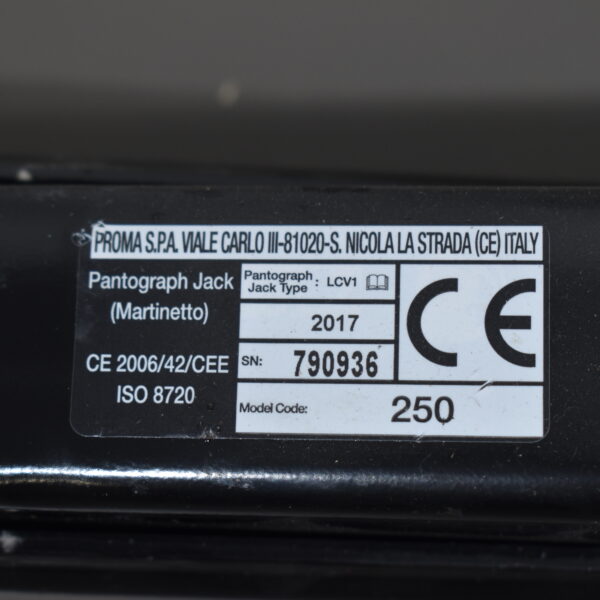 PROMA S.P.A. VIALE CARLO III-81020-S. NICOLA LA STRADA (CE) ITALY
Pantograph Jack
(Martinetto)
CE 2006/42/CEE
ISO 8720
Pantograph
Jack Type : LCV1
2017
SN: 790936
CE
Model Code: 250